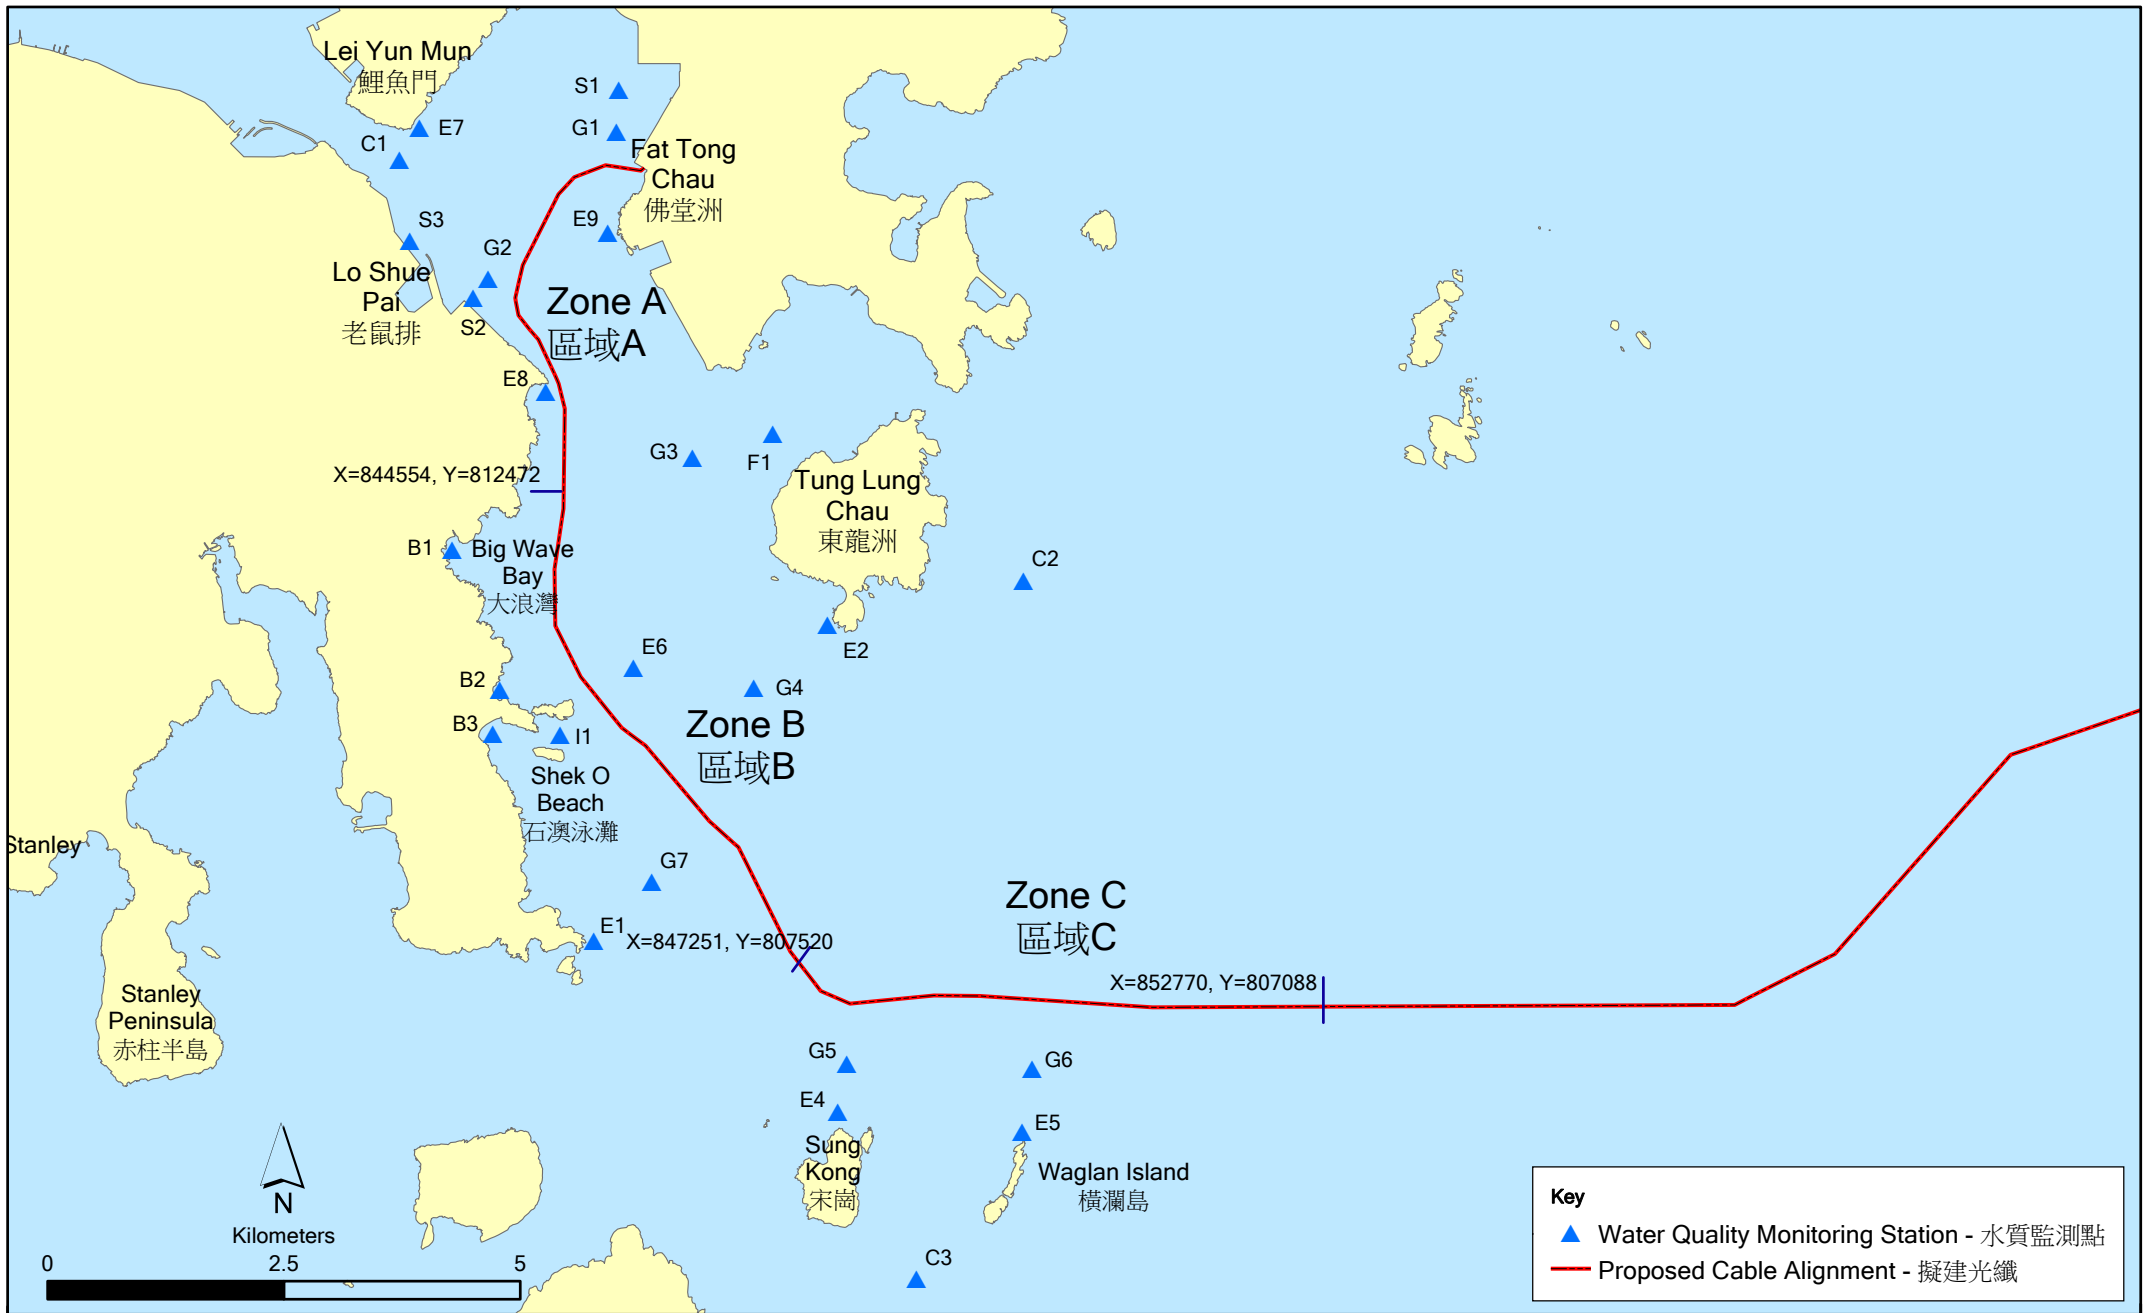 Lei Yun Mun
鯉魚門
S1
G1
E7
C1
Fat Tong
Chau
佛堂洲
S3
E9
G2
Lo Shue
Pai
老鼠排
S2
Zone A
區域A
E8
G3
F1
X=844554, Y=812472
Tung Lung
Chau
東龍洲
B1
Big Wave
Bay
大浪灣
C2
E2
E6
B2
G4
B3
I1
Zone B
區域B
Shek O
Beach
石澳泳灘
Stanley
G7
Zone C
區域C
E1
X=847251, Y=807520
X=852770, Y=807088
Stanley
Peninsula
赤柱半島
G5
G6
E4
E5
Sung
Kong
宋崗
Waglan Island
橫瀾島
N
Kilometers
0
2.5
5
C3
Key
Water Quality Monitoring Station - 水質監測點
Proposed Cable Alignment - 擬建光纖